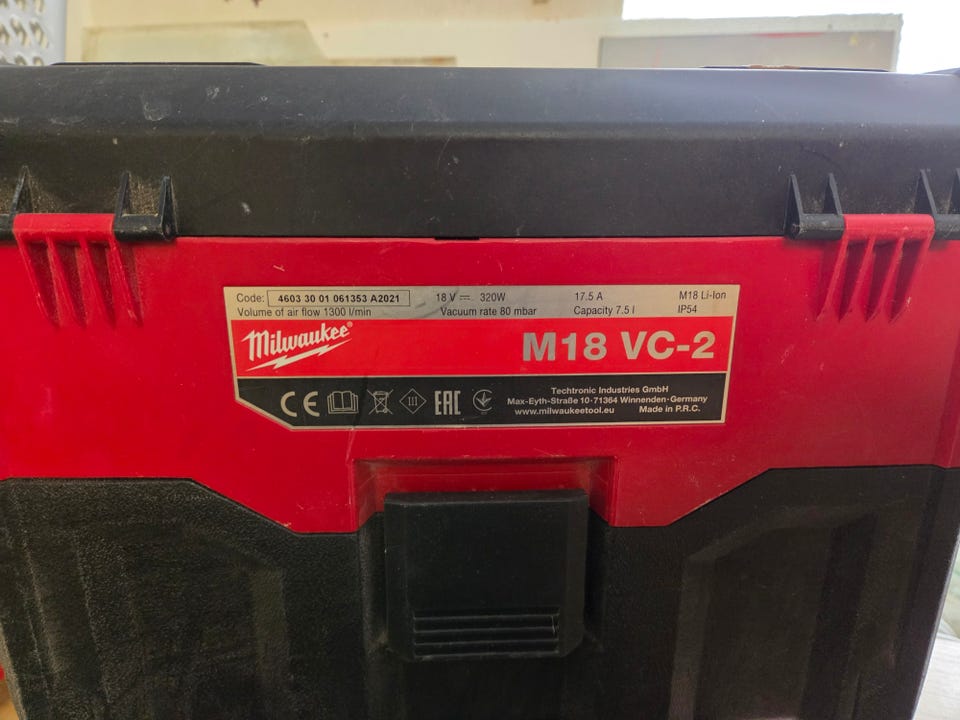 Code: 4603 30 01 061353 A2021 18 V ⎓ 320W 17.5 A M18 Li-Ion
Volume of air flow 1300 l/min Vacuum rate 80 mbar Capacity 7.5 l IP54
Milwaukee® M18 VC-2
CE III EAC
Techtronic Industries GmbH
Max-Eyth-Straße 10-71364 Winnenden-Germany
www.milwaukeetool.eu Made in P.R.C.